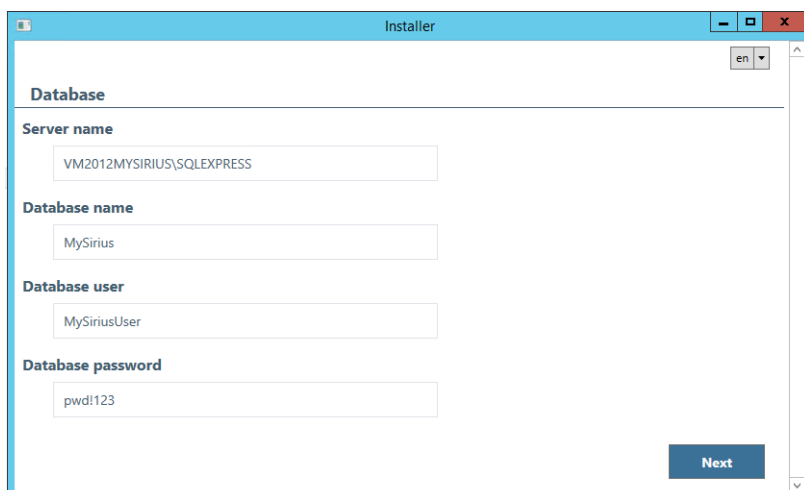 Installer
en
Database
Server name
VM2012MYSIRIUS\SQLEXPRESS
Database name
MySirius
Database user
MySiriusUser
Database password
pwd!123
Next